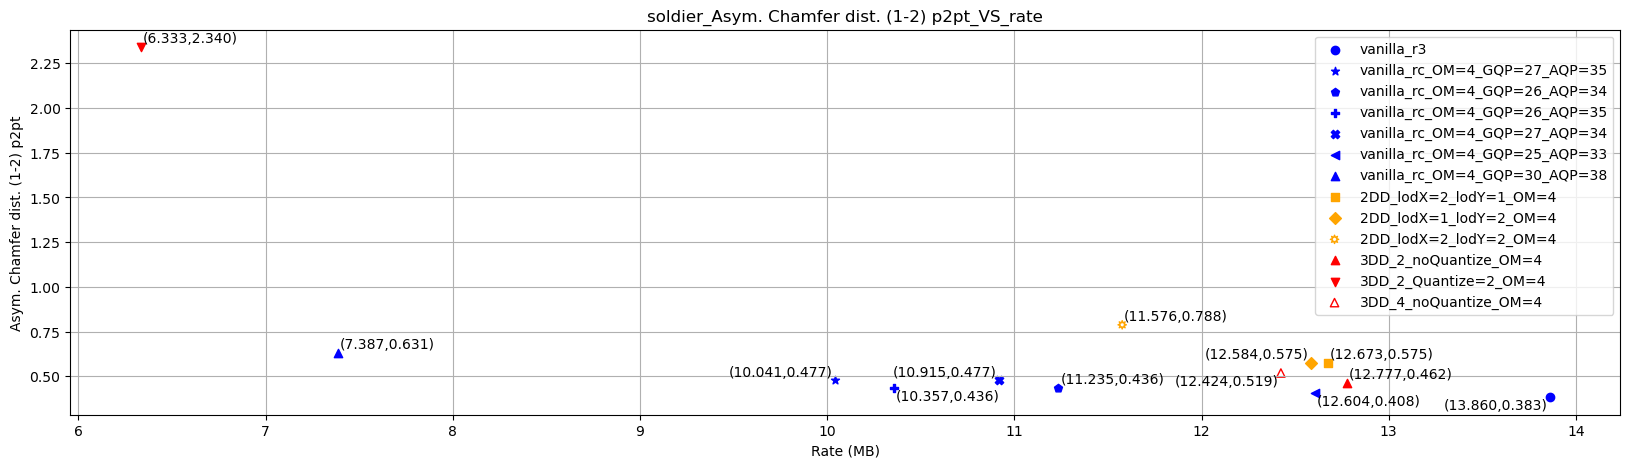 soldier_Asym. Chamfer dist. (1-2) p2pt_VS_rate
Asym. Chamfer dist. (1-2) p2pt
2.25
2.00
1.75
1.50
1.25
1.00
0.75
0.50
(6.333,2.340)
(7.387,0.631)
(10.041,0.477)
(10.357,0.436)
(10.915,0.477)
(11.235,0.436)
(11.576,0.788)
(12.584,0.575)
(12.673,0.575)
(12.424,0.519)
(12.777,0.462)
(12.604,0.408)
(13.860,0.383)
vanilla_r3
vanilla_rc_OM=4_GQP=27_AQP=35
vanilla_rc_OM=4_GQP=26_AQP=34
vanilla_rc_OM=4_GQP=26_AQP=35
vanilla_rc_OM=4_GQP=27_AQP=34
vanilla_rc_OM=4_GQP=25_AQP=33
vanilla_rc_OM=4_GQP=30_AQP=38
2DD_lodX=2_lodY=1_OM=4
2DD_lodX=1_lodY=2_OM=4
2DD_lodX=2_lodY=2_OM=4
3DD_2_noQuantize_OM=4
3DD_2_Quantize=2_OM=4
3DD_4_noQuantize_OM=4
6 7 8 9 10 11 12 13 14
Rate (MB)